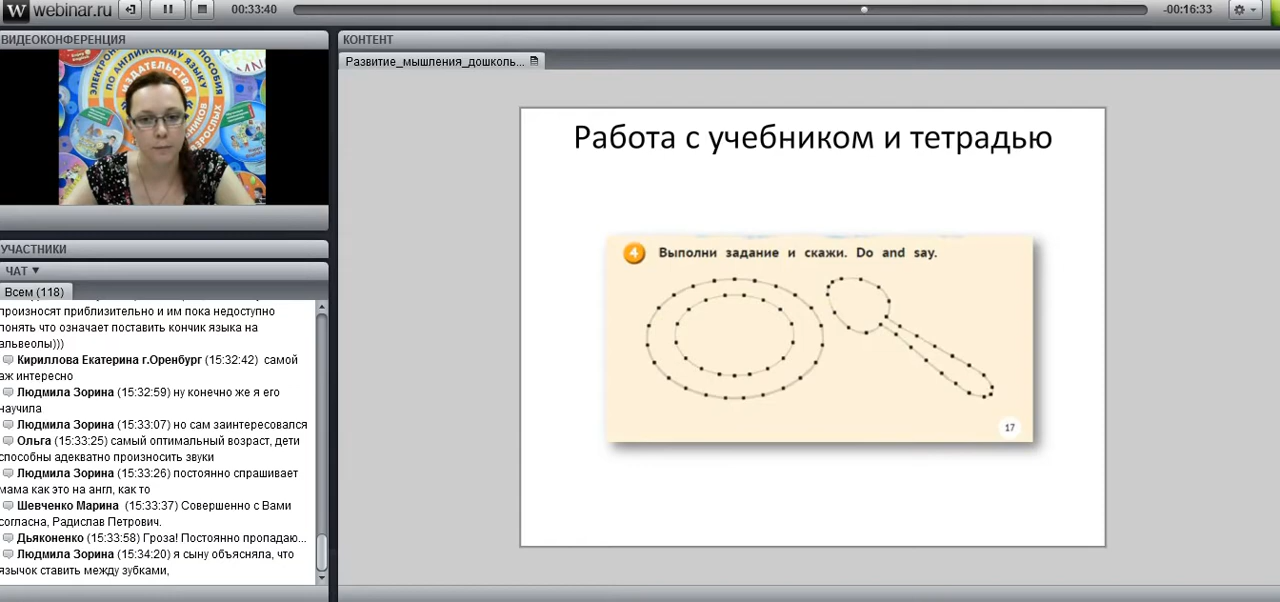 W webinar.ru
00:33:40
-00:16:33
ВИДЕОКОНФЕРЕНЦИЯ
КОНТЕНТ
Развитие_мышления_дошколь...
ЭЛЕКТРОННЫЕ ПОСОБИЯ
ПО АНГЛИЙСКОМУ ЯЗЫКУ
ИЗДАТЕЛЬСТВА
Работа с учебником и тетрадью
4 Выполни задание и скажи. Do and say.
17
УЧАСТНИКИ
ЧАТ ▼
Всем (118)
произносят приблизительно и им пока недоступно
понять что означает поставить кончик языка на
альвеолы)))
Кириллова Екатерина г.Оренбург (15:32:42) самой
аж интересно
Людмила Зорина (15:32:59) ну конечно же я его
научила
Людмила Зорина (15:33:07) но сам заинтересовался
Ольга (15:33:25) самый оптимальный возраст, дети
способны адекватно произносить звуки
Людмила Зорина (15:33:26) постоянно спрашивает
мама как это на англ, как то
Шевченко Марина (15:33:37) Совершенно с Вами
согласна, Радислав Петрович.
Дьяконенко (15:33:58) Гроза! Постоянно пропадаю...
Людмила Зорина (15:34:20) я сыну объясняла, что
язычок ставить между зубками,